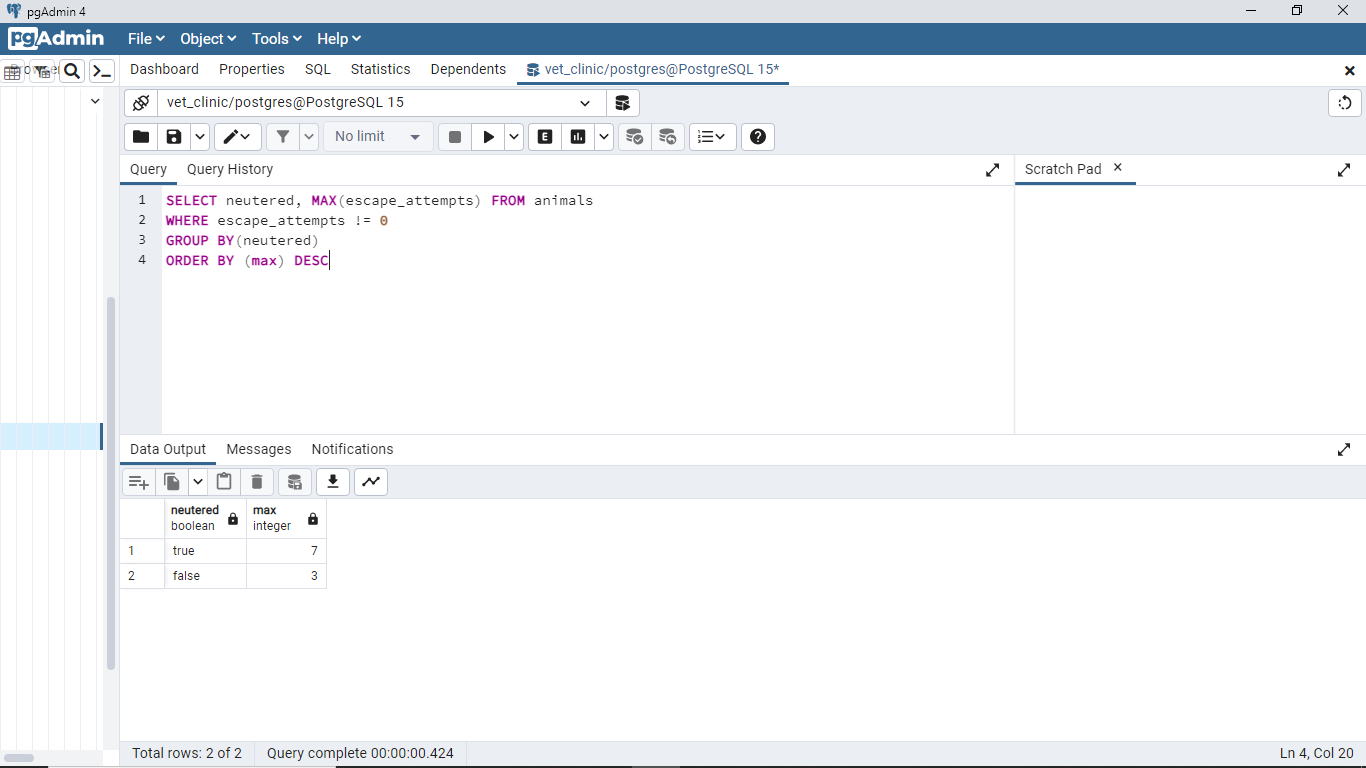 pgAdmin 4
pgAdmin File Object Tools Help
Dashboard Properties SQL Statistics Dependents vet_clinic/postgres@PostgreSQL 15*
vet_clinic/postgres@PostgreSQL 15
No limit E
Query Query History Scratch Pad
1 SELECT neutered, MAX(escape_attempts) FROM animals
2 WHERE escape_attempts != 0
3 GROUP BY(neutered)
4 ORDER BY (max) DESC
Data Output Messages Notifications
neutered max
boolean integer
1 true 7
2 false 3
Total rows: 2 of 2 Query complete 00:00:00.424 Ln 4, Col 20